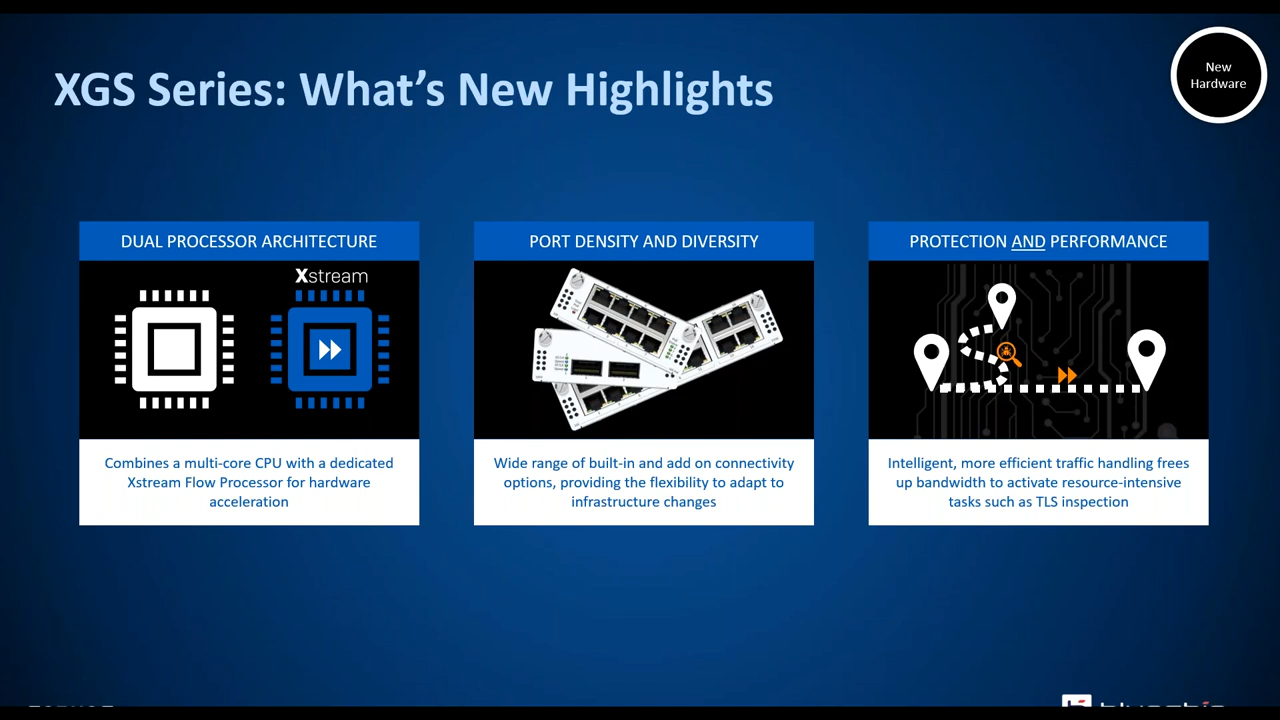 XGS Series: What's New Highlights
New
Hardware
DUAL PROCESSOR ARCHITECTURE
Xstream
Combines a multi-core CPU with a dedicated
Xstream Flow Processor for hardware
acceleration
PORT DENSITY AND DIVERSITY
Wide range of built-in and add on connectivity
options, providing the flexibility to adapt to
infrastructure changes
PROTECTION AND PERFORMANCE
Intelligent, more efficient traffic handling frees
up bandwidth to activate resource-intensive
tasks such as TLS inspection